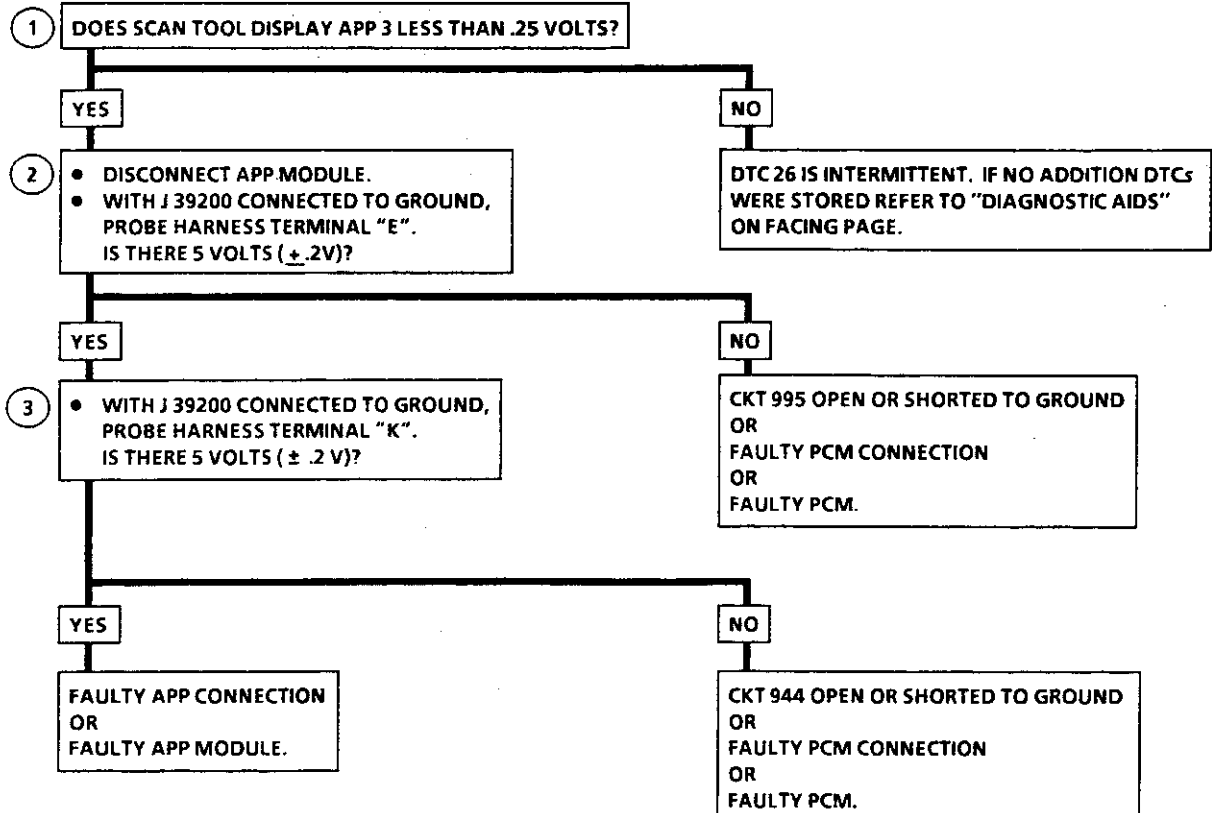 1
DOES SCAN TOOL DISPLAY APP 3 LESS THAN .25 VOLTS?
YES
NO
2
● DISCONNECT APP MODULE.
● WITH J 39200 CONNECTED TO GROUND,
PROBE HARNESS TERMINAL "E".
IS THERE 5 VOLTS (± .2V)?
DTC 26 IS INTERMITTENT. IF NO ADDITION DTCs
WERE STORED REFER TO "DIAGNOSTIC AIDS"
ON FACING PAGE.
YES
NO
3
● WITH J 39200 CONNECTED TO GROUND,
PROBE HARNESS TERMINAL "K".
IS THERE 5 VOLTS ( ± .2 V)?
CKT 995 OPEN OR SHORTED TO GROUND
OR
FAULTY PCM CONNECTION
OR
FAULTY PCM.
YES
NO
FAULTY APP CONNECTION
OR
FAULTY APP MODULE.
CKT 944 OPEN OR SHORTED TO GROUND
OR
FAULTY PCM CONNECTION
OR
FAULTY PCM.